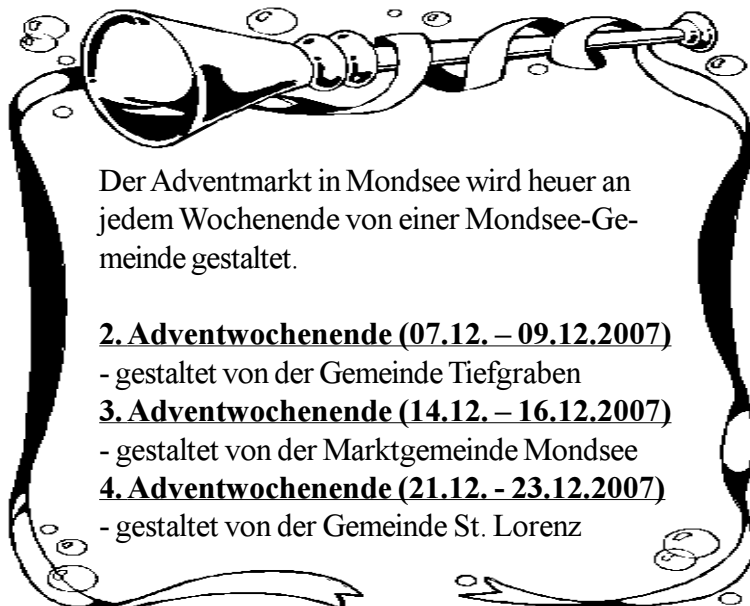 Der Adventmarkt in Mondsee wird heuer an
jedem Wochenende von einer Mondsee-Ge-
meinde gestaltet.
2. Adventwochenende (07.12. – 09.12.2007)
- gestaltet von der Gemeinde Tiefgraben
3. Adventwochenende (14.12. – 16.12.2007)
- gestaltet von der Marktgemeinde Mondsee
4. Adventwochenende (21.12. - 23.12.2007)
- gestaltet von der Gemeinde St. Lorenz